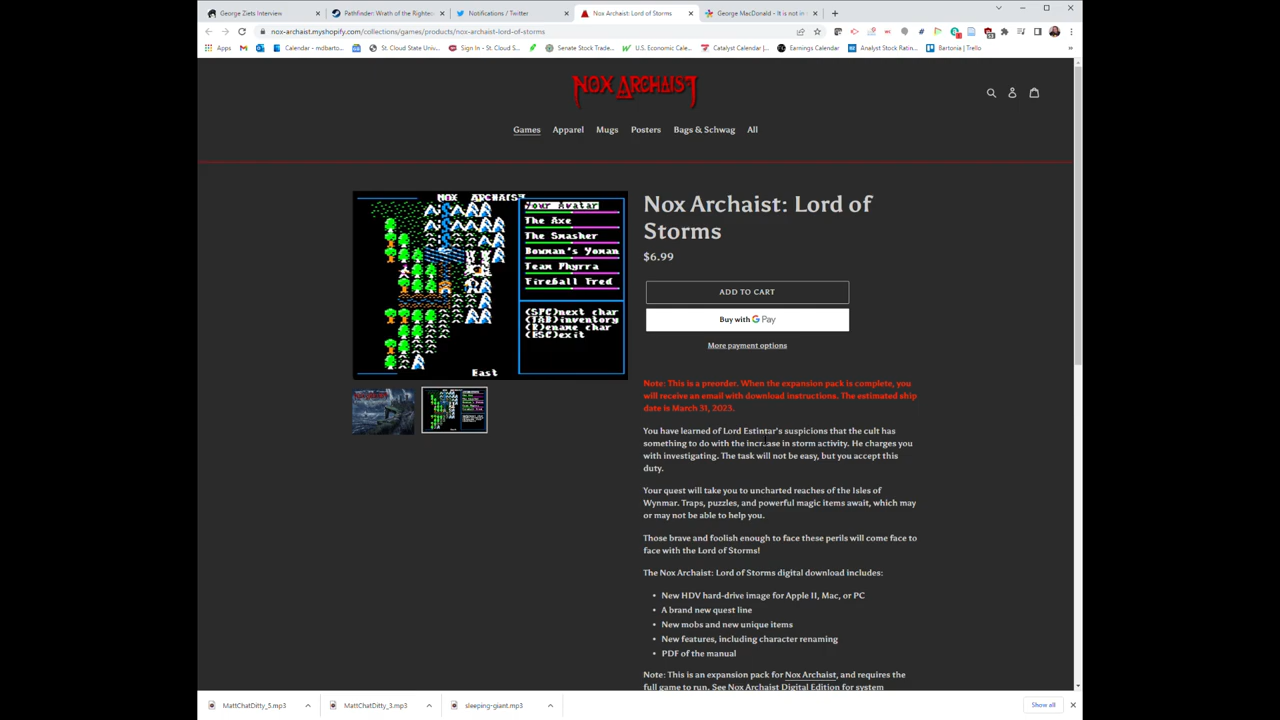 George Ziets Interview
Pathfinder: Wrath of the Righteo
Notifications / Twitter
Nox Archaist: Lord of Storms
George MacDonald - It is not in
nox-archaist.myshopify.com/collections/games/products/nox-archaist-lord-of-storms
Apps
Calendar - mdbarto...
St. Cloud State Univ...
Sign In - St. Cloud S...
Senate Stock Trade...
U.S. Economic Cale...
Catalyst Calendar |...
Earnings Calendar
Analyst Stock Ratin...
Bartonia | Trello
NOX ARCHAIST
Games
Apparel
Mugs
Posters
Bags & Schwag
All
NOX ARCHAIST
Your Avatar
The Axe
The Smasher
Bowman's Yoman
Team Phyrra
Fireball Fred
(SPC)next char
(TAB)inventory
(R)ename char
(ESC)exit
East
Nox Archaist: Lord of
Storms
$6.99
ADD TO CART
Buy with G Pay
More payment options
Note: This is a preorder. When the expansion pack is complete, you
will receive an email with download instructions. The estimated ship
date is March 31, 2023.
You have learned of Lord Estintar's suspicions that the cult has
something to do with the increase in storm activity. He charges you
with investigating. The task will not be easy, but you accept this
duty.
Your quest will take you to uncharted reaches of the Isles of
Wynmar. Traps, puzzles, and powerful magic items await, which may
or may not be able to help you.
Those brave and foolish enough to face these perils will come face to
face with the Lord of Storms!
The Nox Archaist: Lord of Storms digital download includes:
• New HDV hard-drive image for Apple II, Mac, or PC
• A brand new quest line
• New mobs and new unique items
• New features, including character renaming
• PDF of the manual
Note: This is an expansion pack for Nox Archaist, and requires the
full game to run. See Nox Archaist Digital Edition for system
MattChatDitty_5.mp3
MattChatDitty_3.mp3
sleeping-giant.mp3
Show all